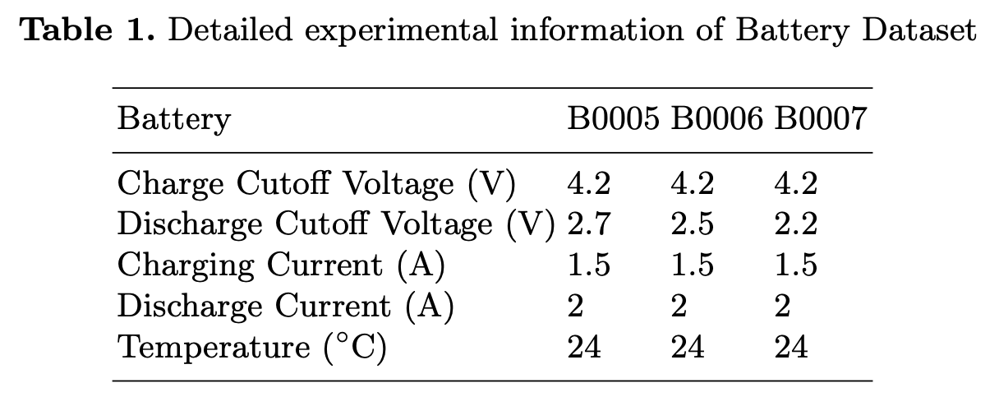 Table 1. Detailed experimental information of Battery Dataset
Battery B0005 B0006 B0007
Charge Cutoff Voltage (V) 4.2 4.2 4.2
Discharge Cutoff Voltage (V) 2.7 2.5 2.2
Charging Current (A) 1.5 1.5 1.5
Discharge Current (A) 2 2 2
Temperature (°C) 24 24 24